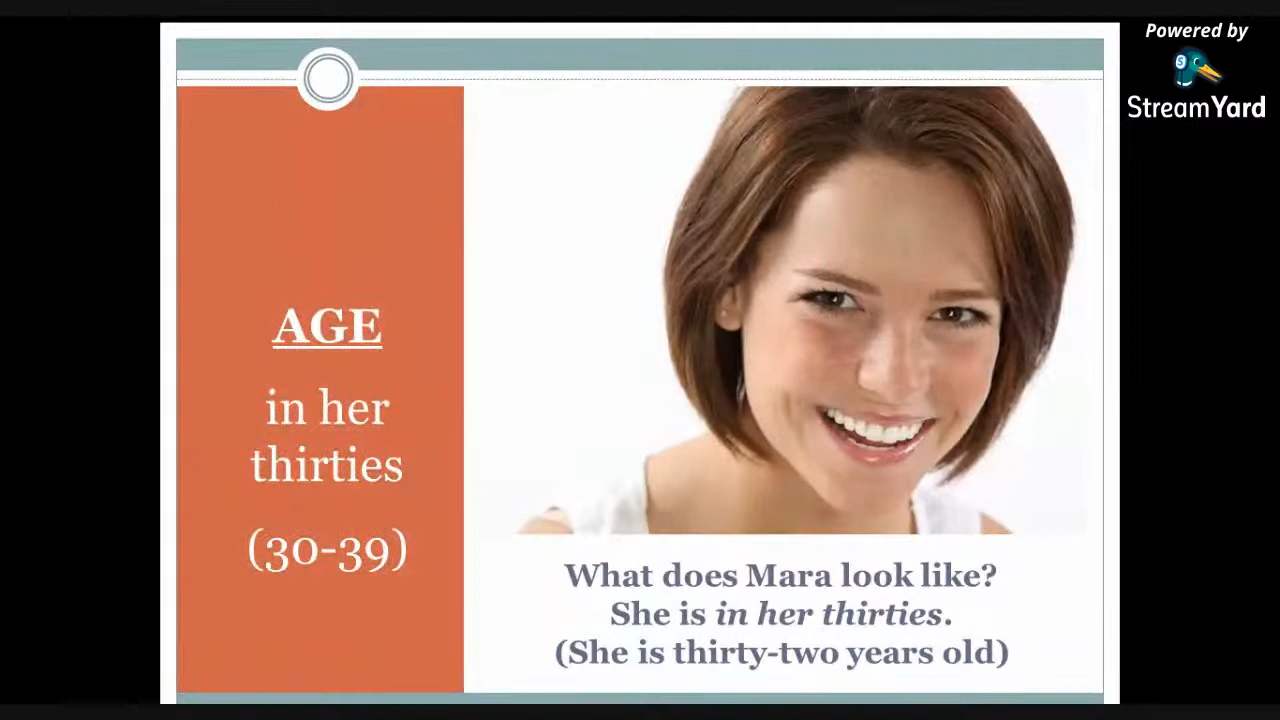 Powered by
StreamYard
AGE
in her
thirties
(30-39)
What does Mara look like?
She is in her thirties.
(She is thirty-two years old)